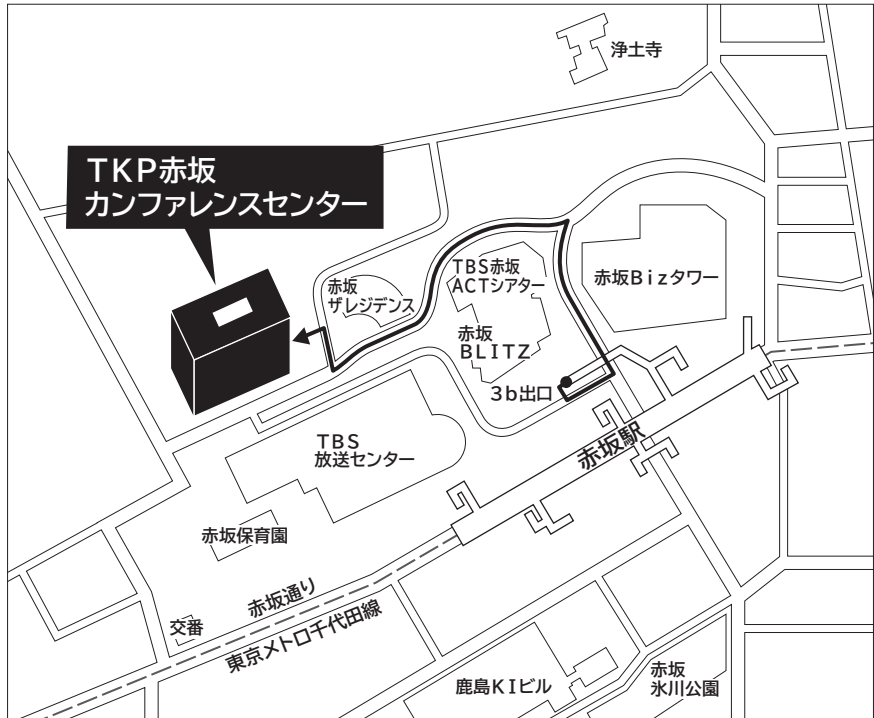 浄土寺
TKP赤坂
カンファレンスセンター
赤坂
ザレジデンス
TBS赤坂
ACTシアター
赤坂Bizタワー
赤坂
BLITZ
3b出口
赤坂駅
TBS
放送センター
赤坂保育園
赤坂通り
交番
東京メトロ千代田線
鹿島KIビル
赤坂
氷川公園